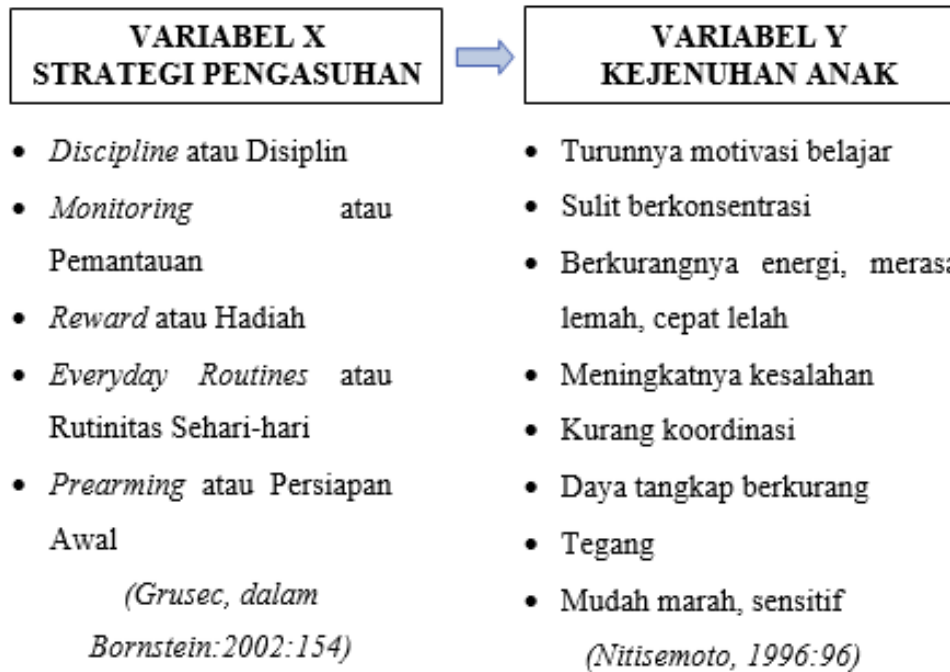 VARIABEL X
STRATEGI PENGASUHAN
• Discipline atau Disiplin
• Monitoring atau
Pemantauan
• Reward atau Hadiah
• Everyday Routines atau
Rutinitas Sehari-hari
• Prearming atau Persiapan
Awal
(Grusec, dalam
Bornstein:2002:154)
VARIABEL Y
KEJENUHAN ANAK
• Turunnya motivasi belajar
• Sulit berkonsentrasi
• Berkurangnya energi, merasa
lemah, cepat lelah
• Meningkatnya kesalahan
• Kurang koordinasi
• Daya tangkap berkurang
• Tegang
• Mudah marah, sensitif
(Nitisemoto, 1996:96)